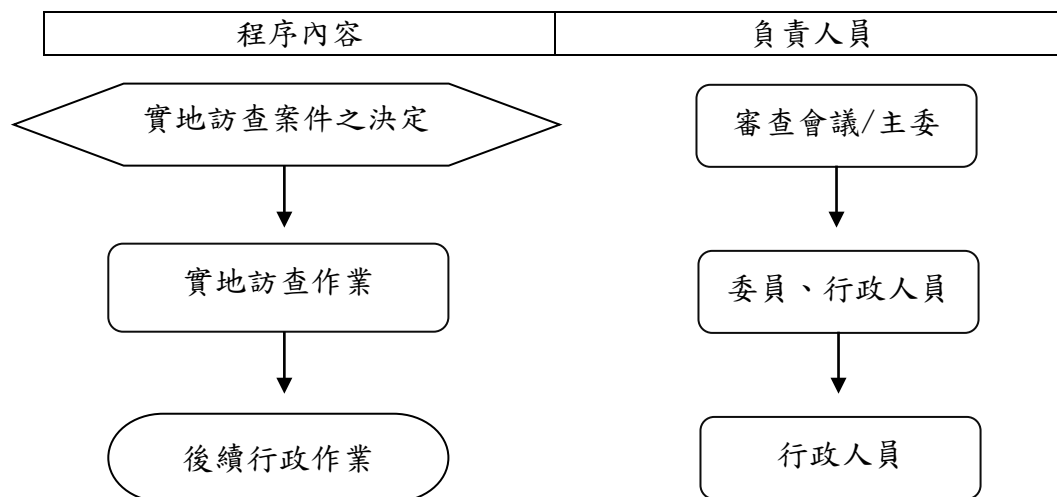 程序內容 負責人員
實地訪查案件之決定 審查會議/主委
實地訪查作業 委員、行政人員
後續行政作業 行政人員